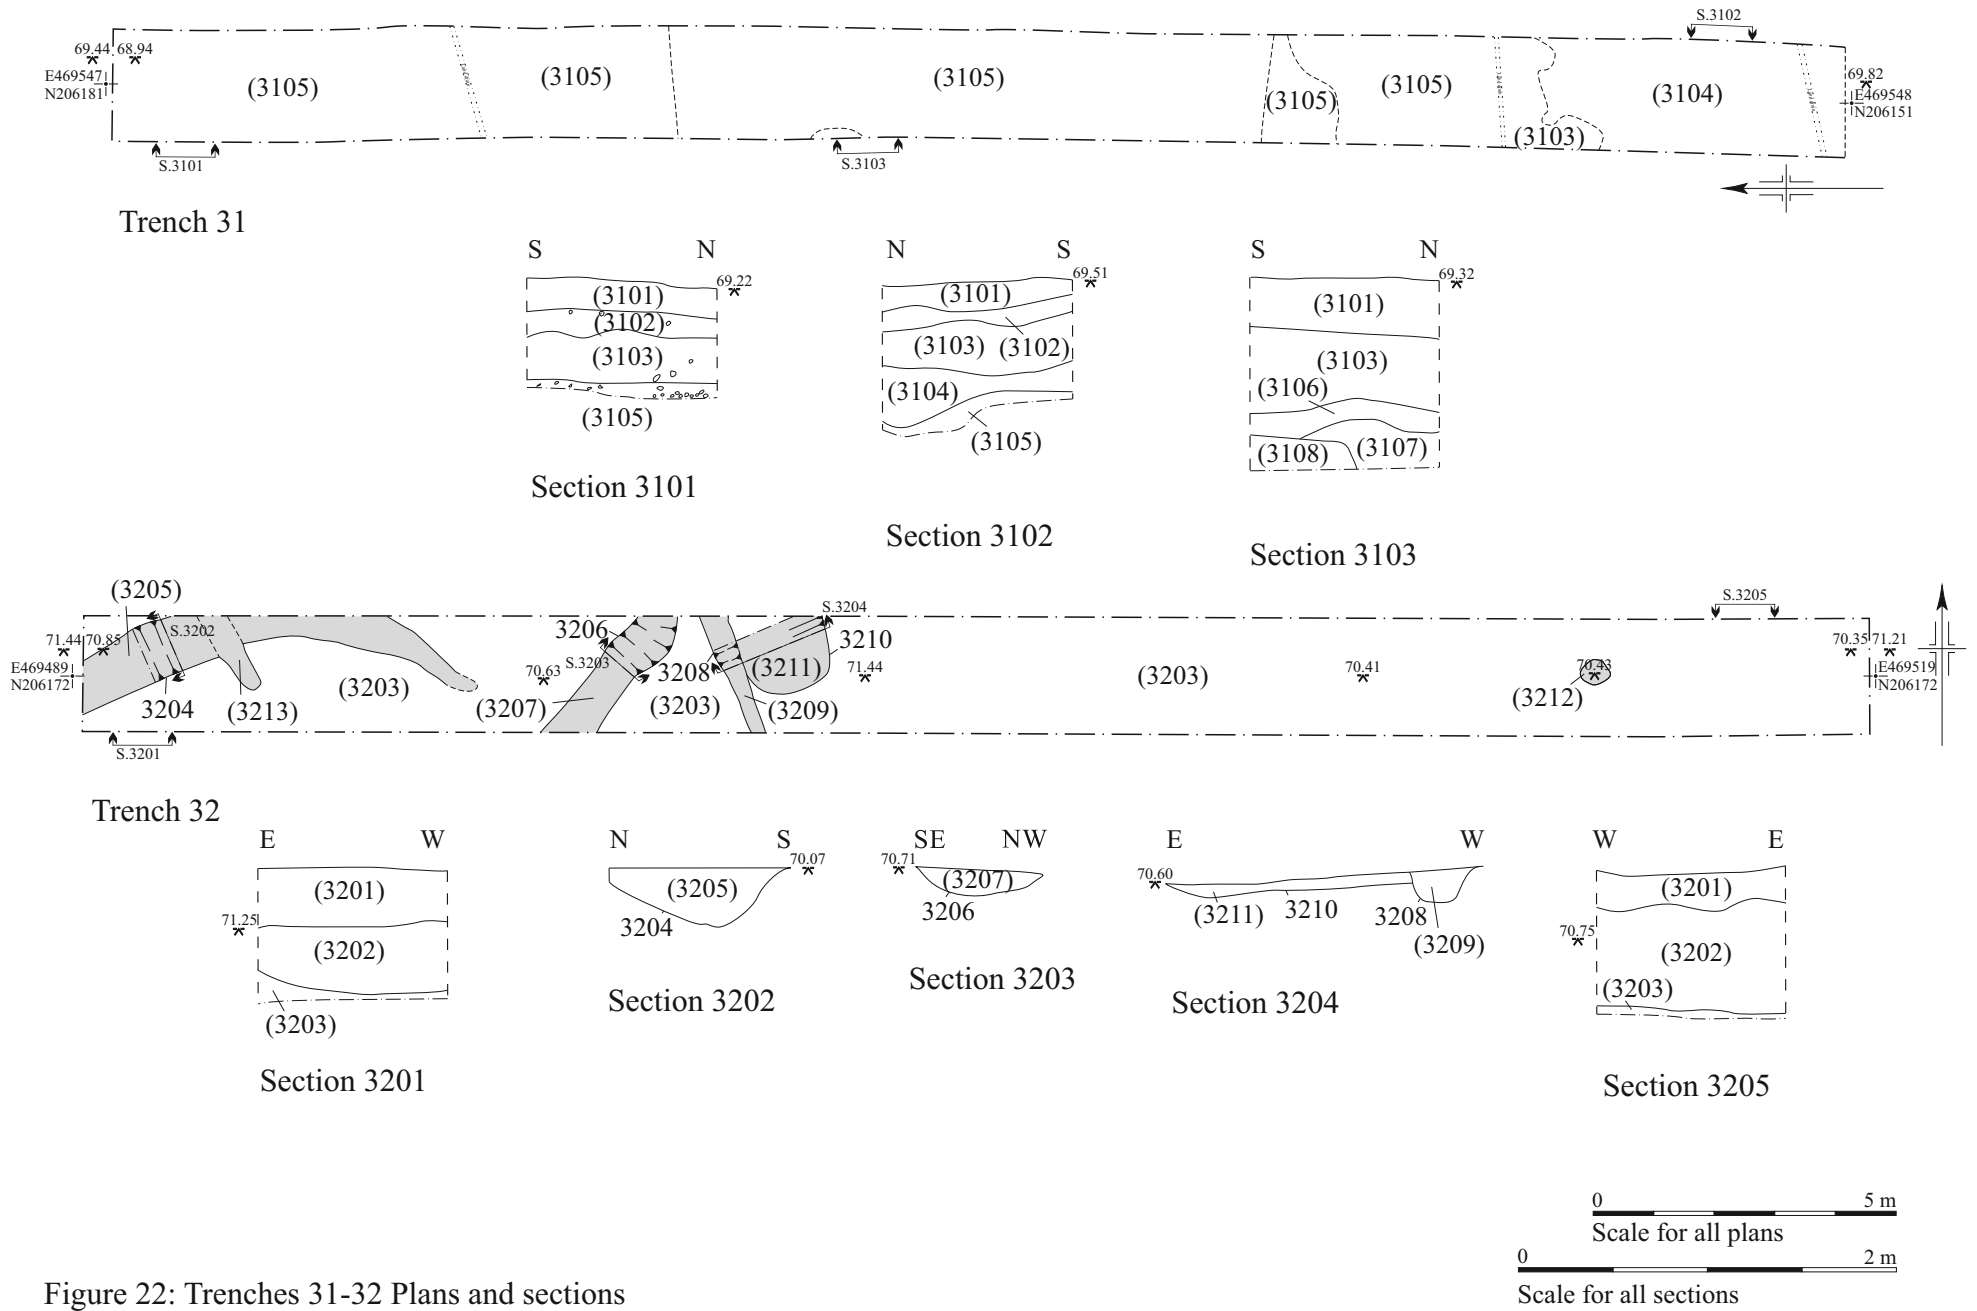 S.3102
69.44 68.94
E469547
N206181
(3105)
(3105)
(3105)
(3105)
(3105)
(3104)
(3103)
69.82
E469548
N206151
S.3101
S.3103
Trench 31
S N
69.22
(3101)
(3102)
(3103)
(3105)
Section 3101
N S
69.51
(3101)
(3103) (3102)
(3104)
(3105)
Section 3102
S N
69.32
(3101)
(3103)
(3106)
(3108) (3107)
Section 3103
(3205)
71.44 70.85
E469489
N206172
S.3202
3204
(3213)
(3203)
S.3201
3206
S.3203
70.63
(3207)
3208
(3203)
(3211)
(3209)
S.3204
3210
71.44
(3203)
70.41
70.43
(3212)
S.3205
70.35 71.21
E469519
N206172
Trench 32
E W
(3201)
71.25
(3202)
(3203)
Section 3201
N S
70.07
(3205)
3204
Section 3202
SE NW
70.71
(3207)
3206
Section 3203
E W
70.60
(3211)
3210
3208
(3209)
Section 3204
W E
(3201)
70.75
(3202)
(3203)
Section 3205
0 5 m
Scale for all plans
0 2 m
Scale for all sections
Figure 22: Trenches 31-32 Plans and sections